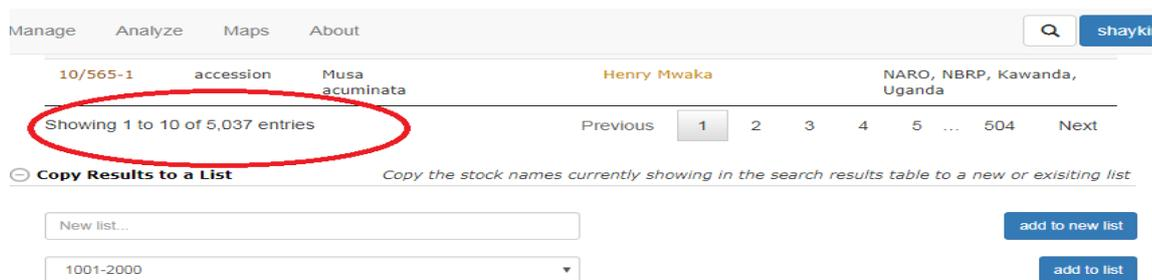 Manage Analyze Maps About shayki
10/565-1 accession Musa Henry Mwaka NARO, NBRP, Kawanda,
acuminata Uganda
Showing 1 to 10 of 5,037 entries Previous 1 2 3 4 5 ... 504 Next
Copy Results to a List Copy the stock names currently showing in the search results table to a new or exisiting list
New list... add to new list
1001-2000 add to list